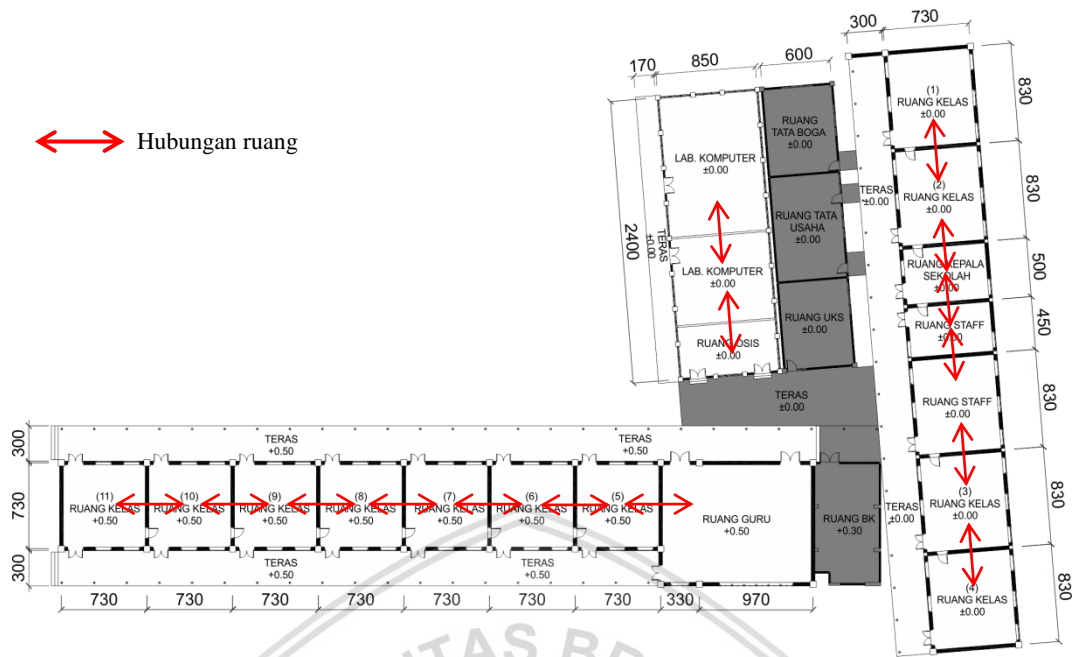 Hubungan ruang
300
730
170
850
600
2400
830
830
500
450
830
830
830
(1)
RUANG KELAS
±0.00
(2)
RUANG KELAS
±0.00
RUANG KEPALA
SEKOLAH
±0.00
RUANG STAFF
±0.00
RUANG STAFF
±0.00
(3)
RUANG KELAS
±0.00
(4)
RUANG KELAS
±0.00
TERAS
±0.00
TERAS
±0.00
RUANG
TATA BOGA
±0.00
RUANG TATA
USAHA
±0.00
RUANG UKS
±0.00
LAB. KOMPUTER
±0.00
LAB. KOMPUTER
±0.00
RUANG OSIS
±0.00
TERAS
±0.00
TERAS
±0.00
300
730
300
TERAS
+0.50
TERAS
+0.50
(11)
RUANG KELAS
+0.50
(10)
RUANG KELAS
+0.50
(9)
RUANG KELAS
+0.50
(8)
RUANG KELAS
+0.50
(7)
RUANG KELAS
+0.50
(6)
RUANG KELAS
+0.50
(5)
RUANG KELAS
+0.50
RUANG GURU
+0.50
RUANG BK
+0.30
TERAS
+0.50
TERAS
+0.50
730
730
730
730
730
730
730
330
970